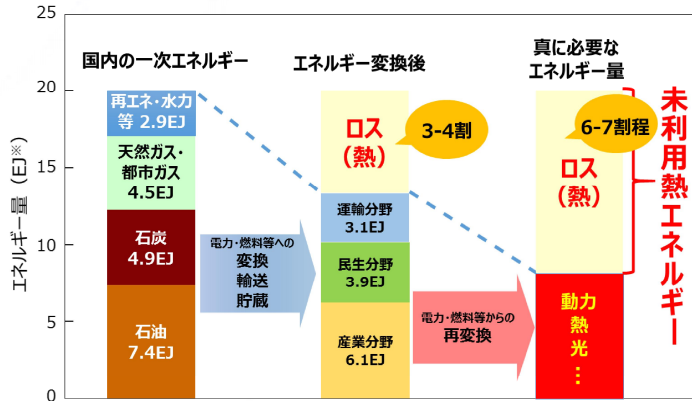 25
20
15
10
5
0
エネルギー量（EJ※）
国内の一次エネルギー
再エネ・水力
等 2.9EJ
天然ガス・
都市ガス
4.5EJ
石炭
4.9EJ
石油
7.4EJ
電力・燃料等への
変換
輸送
貯蔵
エネルギー変換後
ロス
（熱）
3-4割
運輸分野
3.1EJ
民生分野
3.9EJ
産業分野
6.1EJ
電力・燃料等からの
再変換
真に必要な
エネルギー量
6-7割程
ロス
（熱）
動力
熱
光
…
未利用熱エネルギー